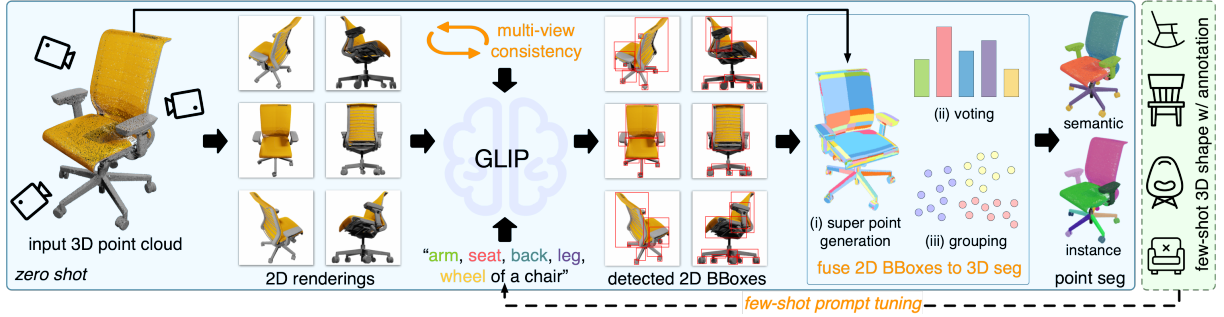 input 3D point cloud
zero shot
2D renderings
multi-view
consistency
GLIP
"arm, seat, back, leg,
wheel of a chair"
detected 2D BBoxes
(i) super point
generation
(ii) voting
(iii) grouping
fuse 2D BBoxes to 3D seg
semantic
instance
point seg
few-shot 3D shape w/ annotation
few-shot prompt tuning